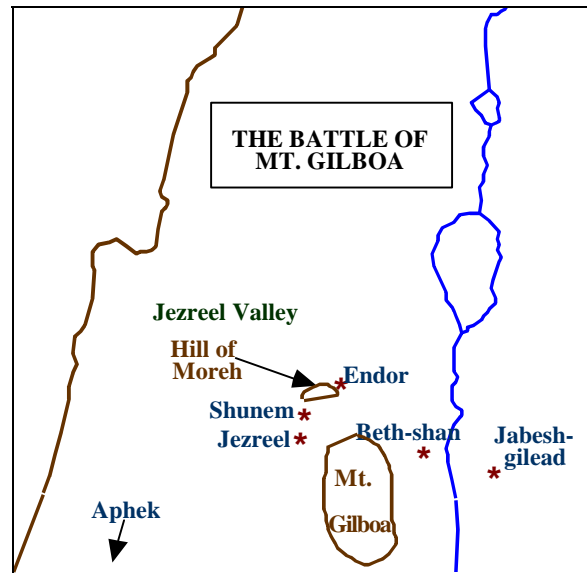 THE BATTLE OF
MT. GILBOA
Jezreel Valley
Hill of
Moreh
Endor
Shunem
Jezreel
Beth-shan
Jabesh-
gilead
Mt.
Gilboa
Aphek